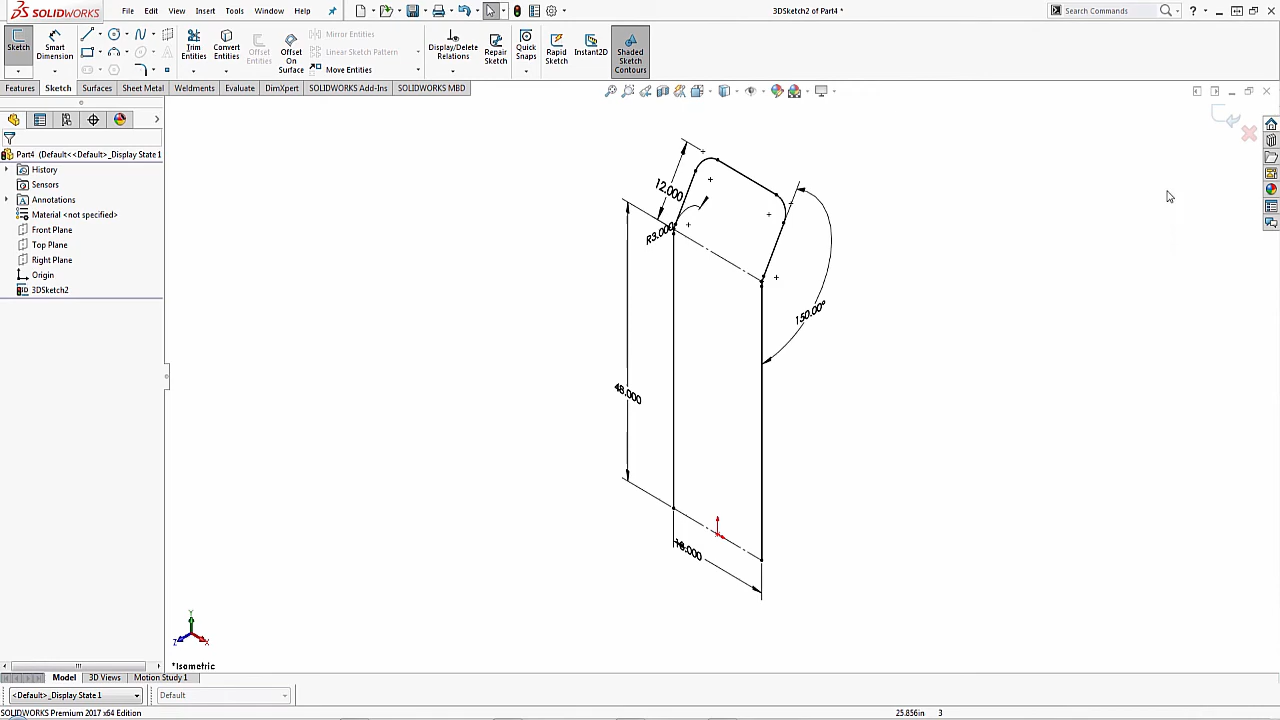 SOLIDWORKS
File Edit View Insert Tools Window Help
3DSketch2 of Part4 *
Search Commands
Sketch
Smart Dimension
Trim Entities
Convert Entities
Offset Entities
Offset On Surface
Mirror Entities
Linear Sketch Pattern
Move Entities
Display/Delete Relations
Repair Sketch
Quick Snaps
Rapid Sketch
Instant2D
Shaded Sketch Contours
Features Sketch Surfaces Sheet Metal Weldments Evaluate DimXpert SOLIDWORKS Add-Ins SOLIDWORKS MBD
Part4 (Default<<Default>_Display State 1
History
Sensors
Annotations
Material <not specified>
Front Plane
Top Plane
Right Plane
Origin
3DSketch2
12.000
R3.000
150.00°
48.000
18.000
Y
Z
X
*Isometric
Model 3D Views Motion Study 1
<Default>_Display State 1
Default
SOLIDWORKS Premium 2017 x64 Edition
25.856in 3